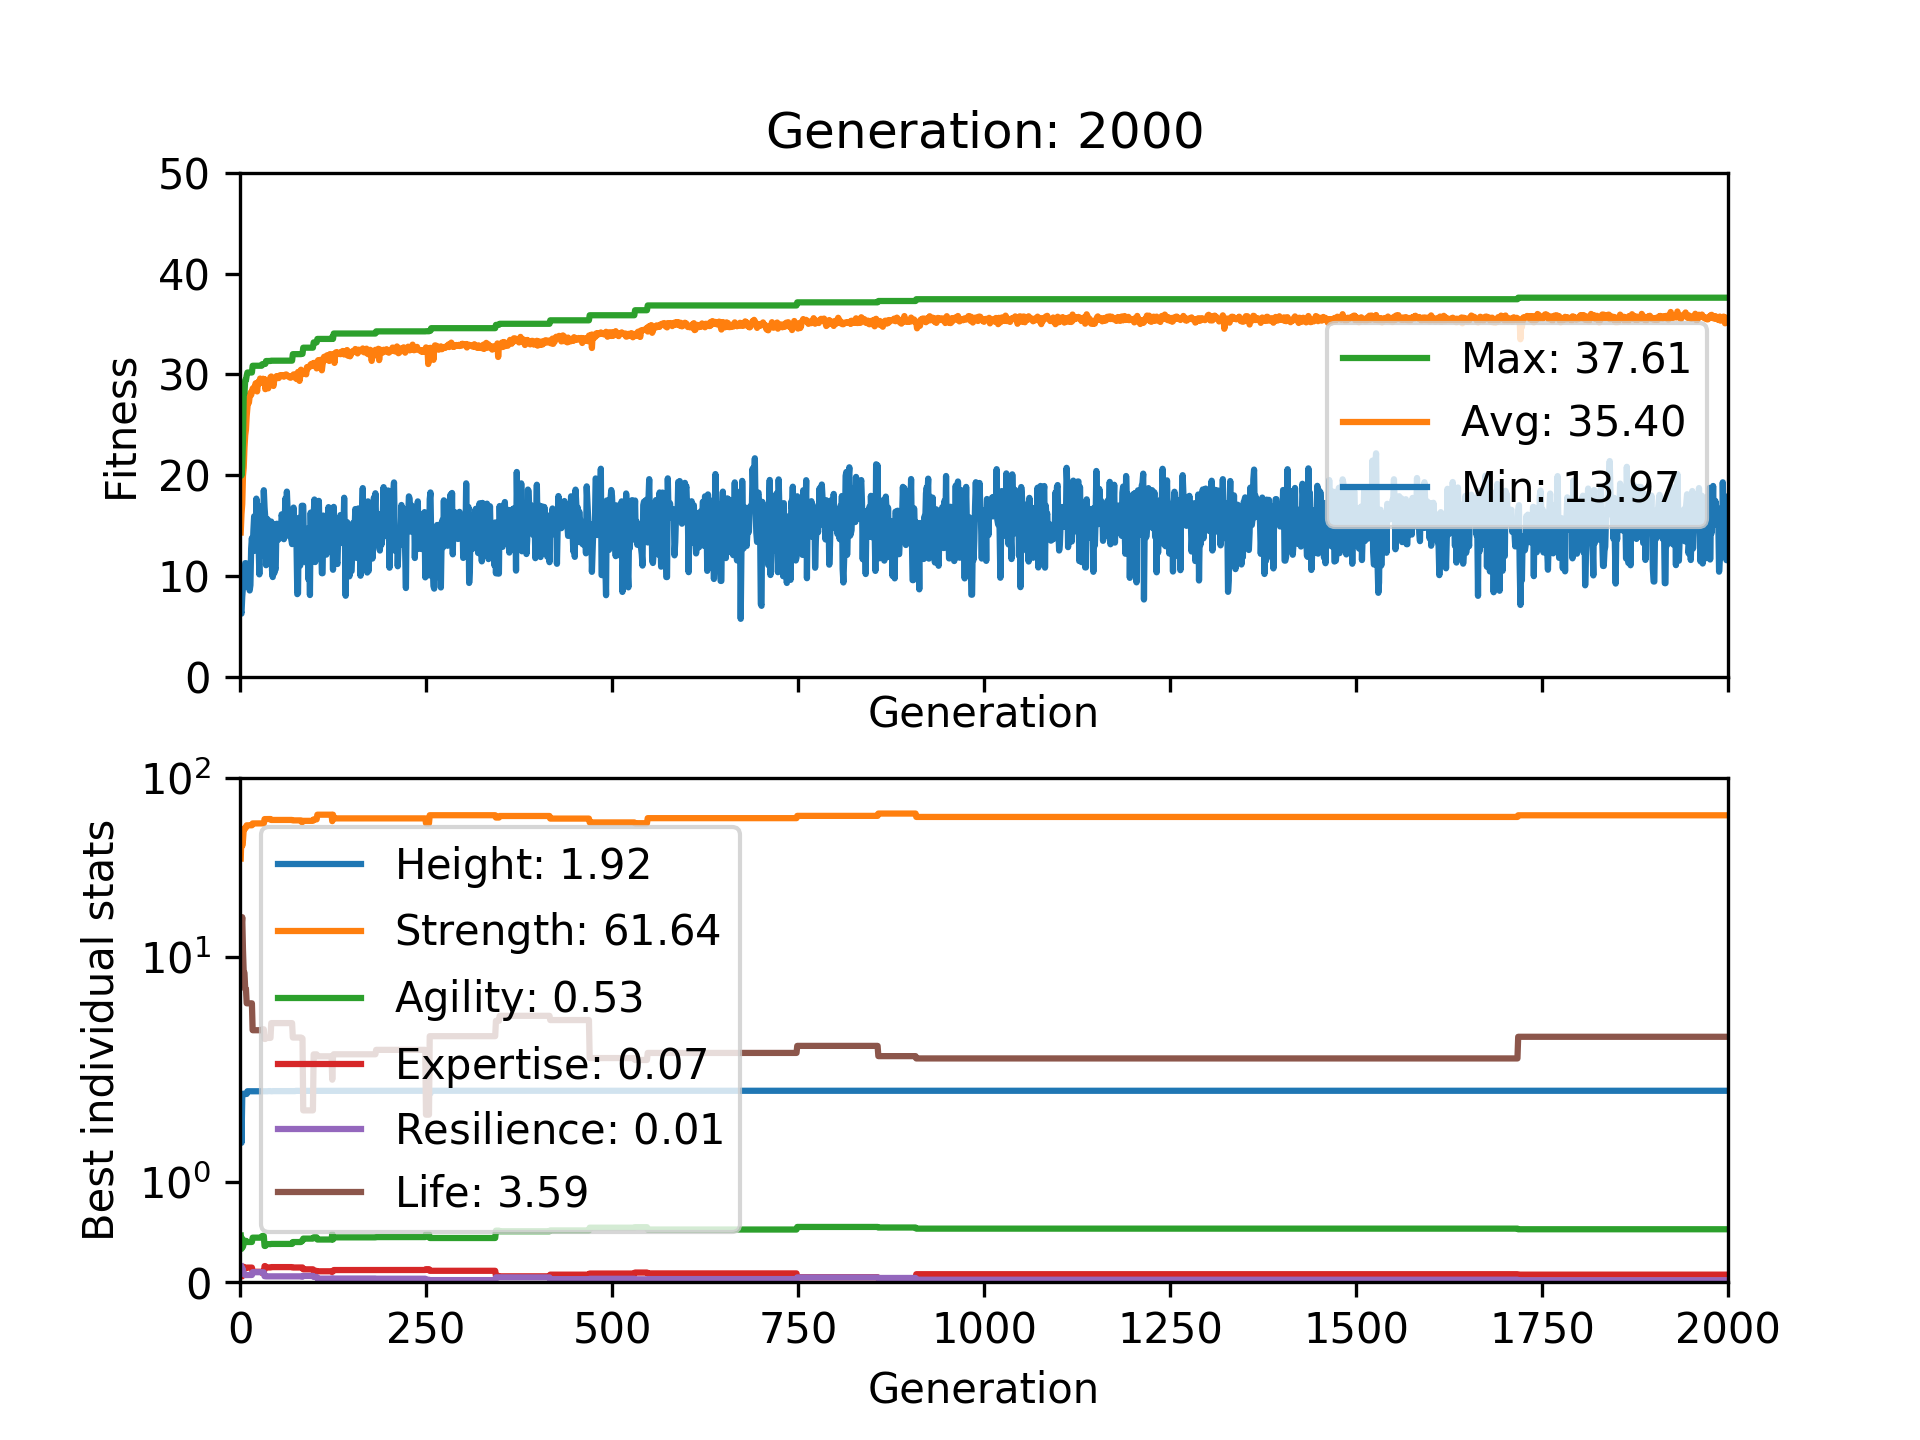 Generation: 2000
50
40
30
20
10
0
Fitness
Max: 37.61
Avg: 35.40
Min: 13.97
Generation
10²
10¹
10⁰
0
Best individual stats
Height: 1.92
Strength: 61.64
Agility: 0.53
Expertise: 0.07
Resilience: 0.01
Life: 3.59
0 250 500 750 1000 1250 1500 1750 2000
Generation